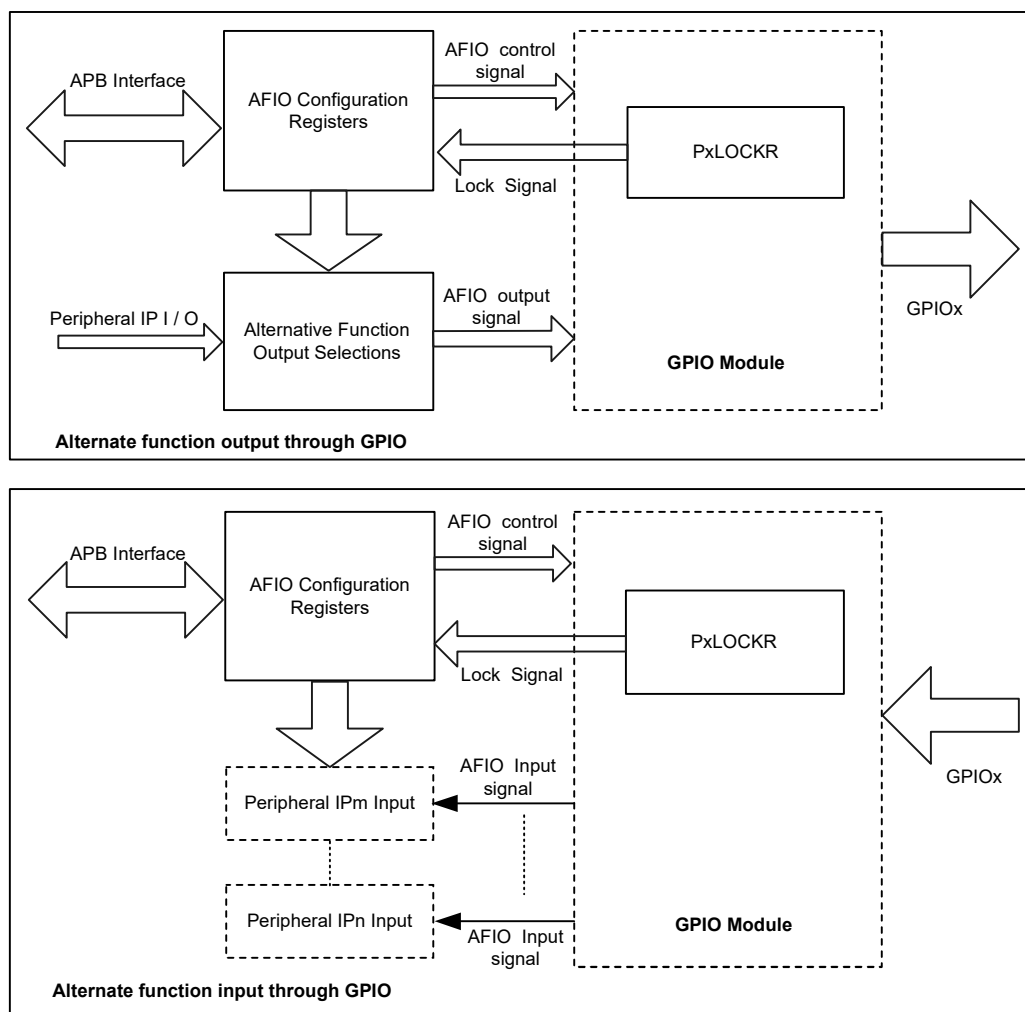 APB Interface
AFIO Configuration
Registers
AFIO control
signal
Lock Signal
PxLOCKR
GPIOx
Peripheral IP I / O
Alternative Function
Output Selections
AFIO output
signal
GPIO Module
Alternate function output through GPIO
APB Interface
AFIO Configuration
Registers
AFIO control
signal
Lock Signal
PxLOCKR
GPIOx
Peripheral IPm Input
AFIO Input
signal
Peripheral IPn Input
AFIO Input
signal
GPIO Module
Alternate function input through GPIO